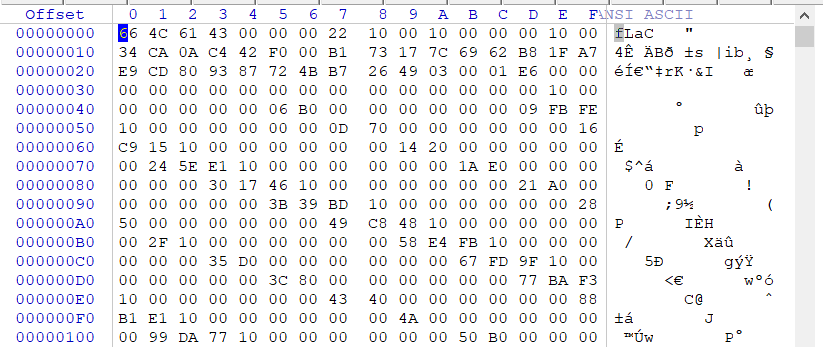 Offset 0 1 2 3 4 5 6 7 8 9 A B C D E F ANSI ASCII
00000000 66 4C 61 43 00 00 00 22 10 00 10 00 00 00 10 00 fLaC "
00000010 34 CA 0A C4 42 F0 00 B1 73 17 7C 69 62 B8 1F A7 4Ê ÄBð ±s |ib¸ §
00000020 E9 CD 80 93 87 72 4B B7 26 49 03 00 01 E6 00 00 éÍ€“‡rK·&I æ
00000030 00 00 00 00 00 00 00 00 00 00 00 00 00 00 10 00
00000040 00 00 00 00 00 06 B0 00 00 00 00 00 00 09 FB FE ° ûþ
00000050 10 00 00 00 00 00 00 0D 70 00 00 00 00 00 00 16 p
00000060 C9 15 10 00 00 00 00 00 00 14 20 00 00 00 00 00 É
00000070 00 24 5E E1 10 00 00 00 00 00 00 1A E0 00 00 00 $^á à
00000080 00 00 00 30 17 46 10 00 00 00 00 00 00 21 A0 00 0 F !
00000090 00 00 00 00 00 3B 39 BD 10 00 00 00 00 00 00 28 ;9½ (
000000A0 50 00 00 00 00 00 00 49 C8 48 10 00 00 00 00 00 P IÈH
000000B0 00 2F 10 00 00 00 00 00 00 58 E4 FB 10 00 00 00 / Xäû
000000C0 00 00 00 35 D0 00 00 00 00 00 00 67 FD 9F 10 00 5Ð gýŸ
000000D0 00 00 00 00 00 3C 80 00 00 00 00 00 00 77 BA F3 <€ wºó
000000E0 10 00 00 00 00 00 00 43 40 00 00 00 00 00 00 88 C@ ˆ
000000F0 B1 E1 10 00 00 00 00 00 00 4A 00 00 00 00 00 00 ±á J
00000100 00 99 DA 77 10 00 00 00 00 00 00 50 B0 00 00 00 ™Úw P°